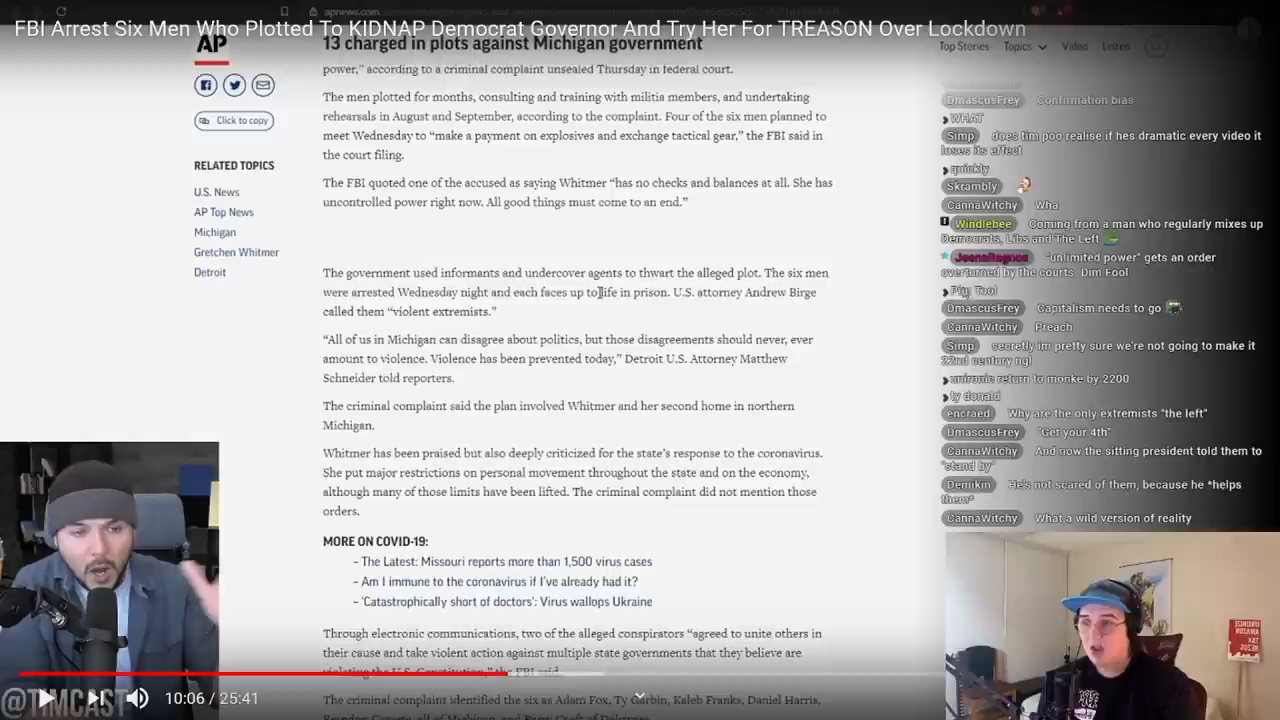 apnews.com
FBI Arrest Six Men Who Plotted To KIDNAP Democrat Governor And Try Her For TREASON Over Lockdown
AP
13 charged in plots against Michigan government
Top Stories Topics Video Listen
power,” according to a criminal complaint unsealed Thursday in federal court.
The men plotted for months, consulting and training with militia members, and undertaking
rehearsals in August and September, according to the complaint. Four of the six men planned to
meet Wednesday to “make a payment on explosives and exchange tactical gear,” the FBI said in
the court filing.
The FBI quoted one of the accused as saying Whitmer “has no checks and balances at all. She has
uncontrolled power right now. All good things must come to an end.”
The government used informants and undercover agents to thwart the alleged plot. The six men
were arrested Wednesday night and each faces up to life in prison. U.S. attorney Andrew Birge
called them “violent extremists.”
“All of us in Michigan can disagree about politics, but those disagreements should never, ever
amount to violence. Violence has been prevented today,” Detroit U.S. Attorney Matthew
Schneider told reporters.
The criminal complaint said the plan involved Whitmer and her second home in northern
Michigan.
Whitmer has been praised but also deeply criticized for the state’s response to the coronavirus.
She put major restrictions on personal movement throughout the state and on the economy,
although many of those limits have been lifted. The criminal complaint did not mention those
orders.
MORE ON COVID-19:
- The Latest: Missouri reports more than 1,500 virus cases
- Am I immune to the coronavirus if I’ve already had it?
- ‘Catastrophically short of doctors’: Virus wallops Ukraine
Through electronic communications, two of the alleged conspirators “agreed to unite others in
their cause and take violent action against multiple state governments that they believe are
violating the U.S. Constitution,” the FBI said.
The criminal complaint identified the six as Adam Fox, Ty Garbin, Kaleb Franks, Daniel Harris,
Click to copy
RELATED TOPICS
U.S. News
AP Top News
Michigan
Gretchen Whitmer
Detroit
DmascusFrey Confirmation bias
WHAT
Simp does tim poo realise if hes dramatic every video it
loses its effect
quickly
Skrambly
CannaWitchy Wha
Windlebee Coming from a man who regularly mixes up
Democrats, Libs and The Left
"unlimited power" gets an order
overturned by the courts. Dim Fool
Pig Tool
DmascusFrey Capitalism needs to go
CannaWitchy Preach
Simp secretly im pretty sure we're not going to make it
22nd century ngl
unironic return to monke by 2200
ty donald
encraed Why are the only extremists "the left"
DmascusFrey "Get your 4th"
CannaWitchy And now the sitting president told them to
"stand by"
Demikin He's not scared of them, because he *helps
them*
CannaWitchy What a wild version of reality
@TIMCAST
10:06 / 25:41